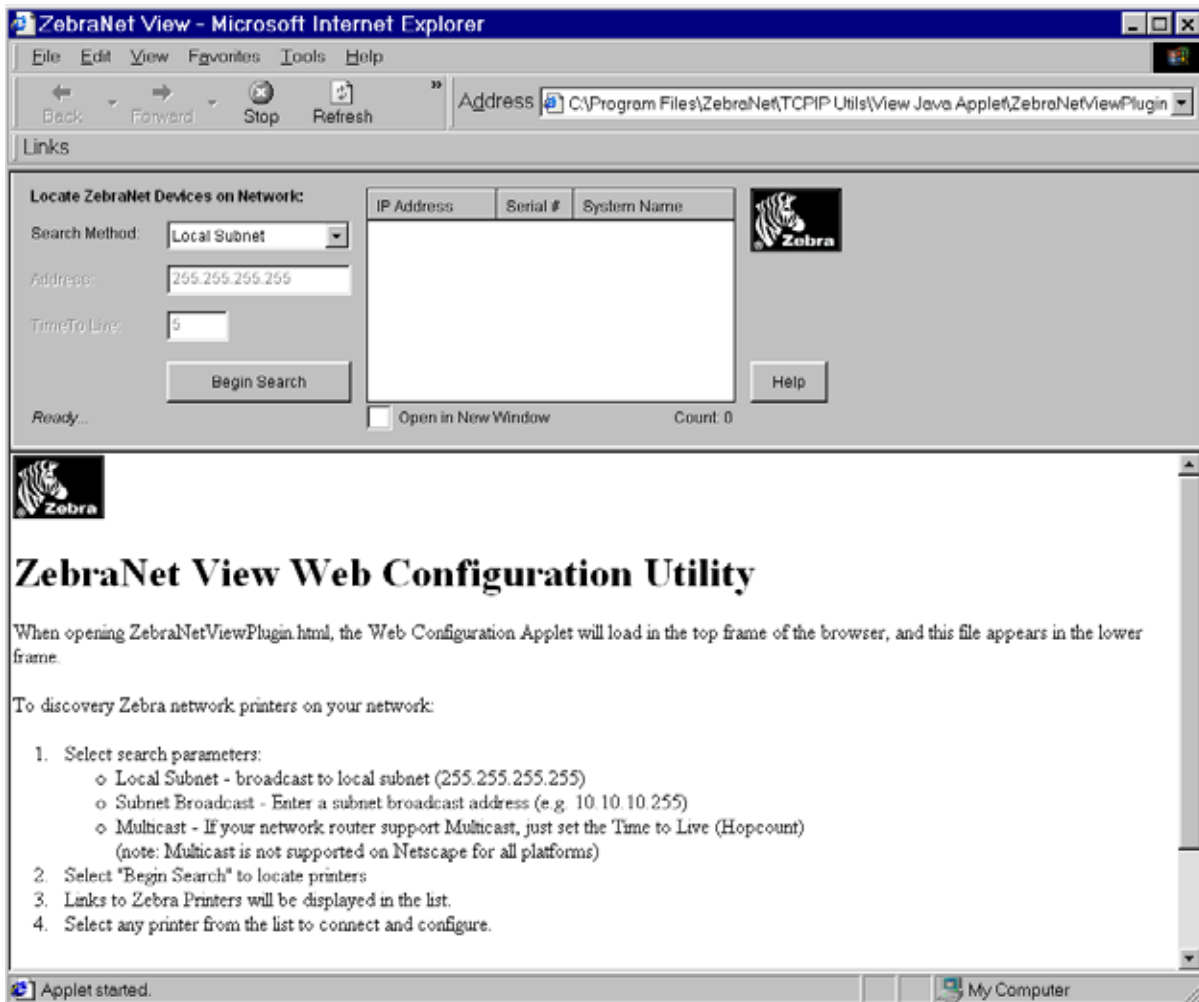 ZebraNet View - Microsoft Internet Explorer
File Edit View Favorites Tools Help
Back Forward Stop Refresh » Address C:\Program Files\ZebraNet\TCPIP Utils\View Java Applet\ZebraNetViewPlugin
Links
Locate ZebraNet Devices on Network:
IP Address Serial # System Name
Search Method: Local Subnet
Zebra
Address: 255.255.255.255
TimeTo Live: 5
Begin Search
Help
Ready...
Open in New Window Count: 0
Zebra
ZebraNet View Web Configuration Utility
When opening ZebraNetViewPlugin.html, the Web Configuration Applet will load in the top frame of the browser, and this file appears in the lower
frame.
To discovery Zebra network printers on your network:
1. Select search parameters:
o Local Subnet - broadcast to local subnet (255.255.255.255)
o Subnet Broadcast - Enter a subnet broadcast address (e.g. 10.10.10.255)
o Multicast - If your network router support Multicast, just set the Time to Live (Hopcount)
(note: Multicast is not supported on Netscape for all platforms)
2. Select "Begin Search" to locate printers
3. Links to Zebra Printers will be displayed in the list.
4. Select any printer from the list to connect and configure.
Applet started.
My Computer